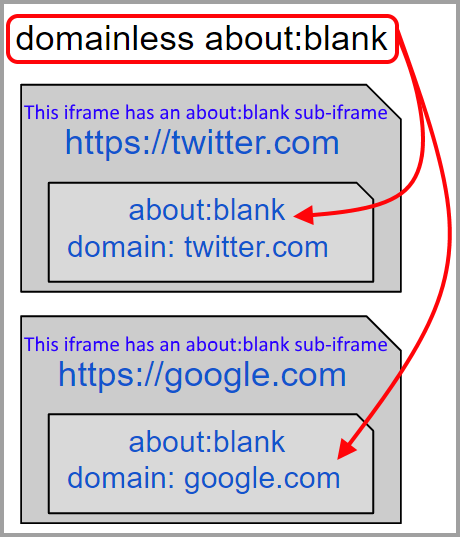 domainless about:blank
This iframe has an about:blank sub-iframe
https://twitter.com
about:blank
domain: twitter.com
This iframe has an about:blank sub-iframe
https://google.com
about:blank
domain: google.com